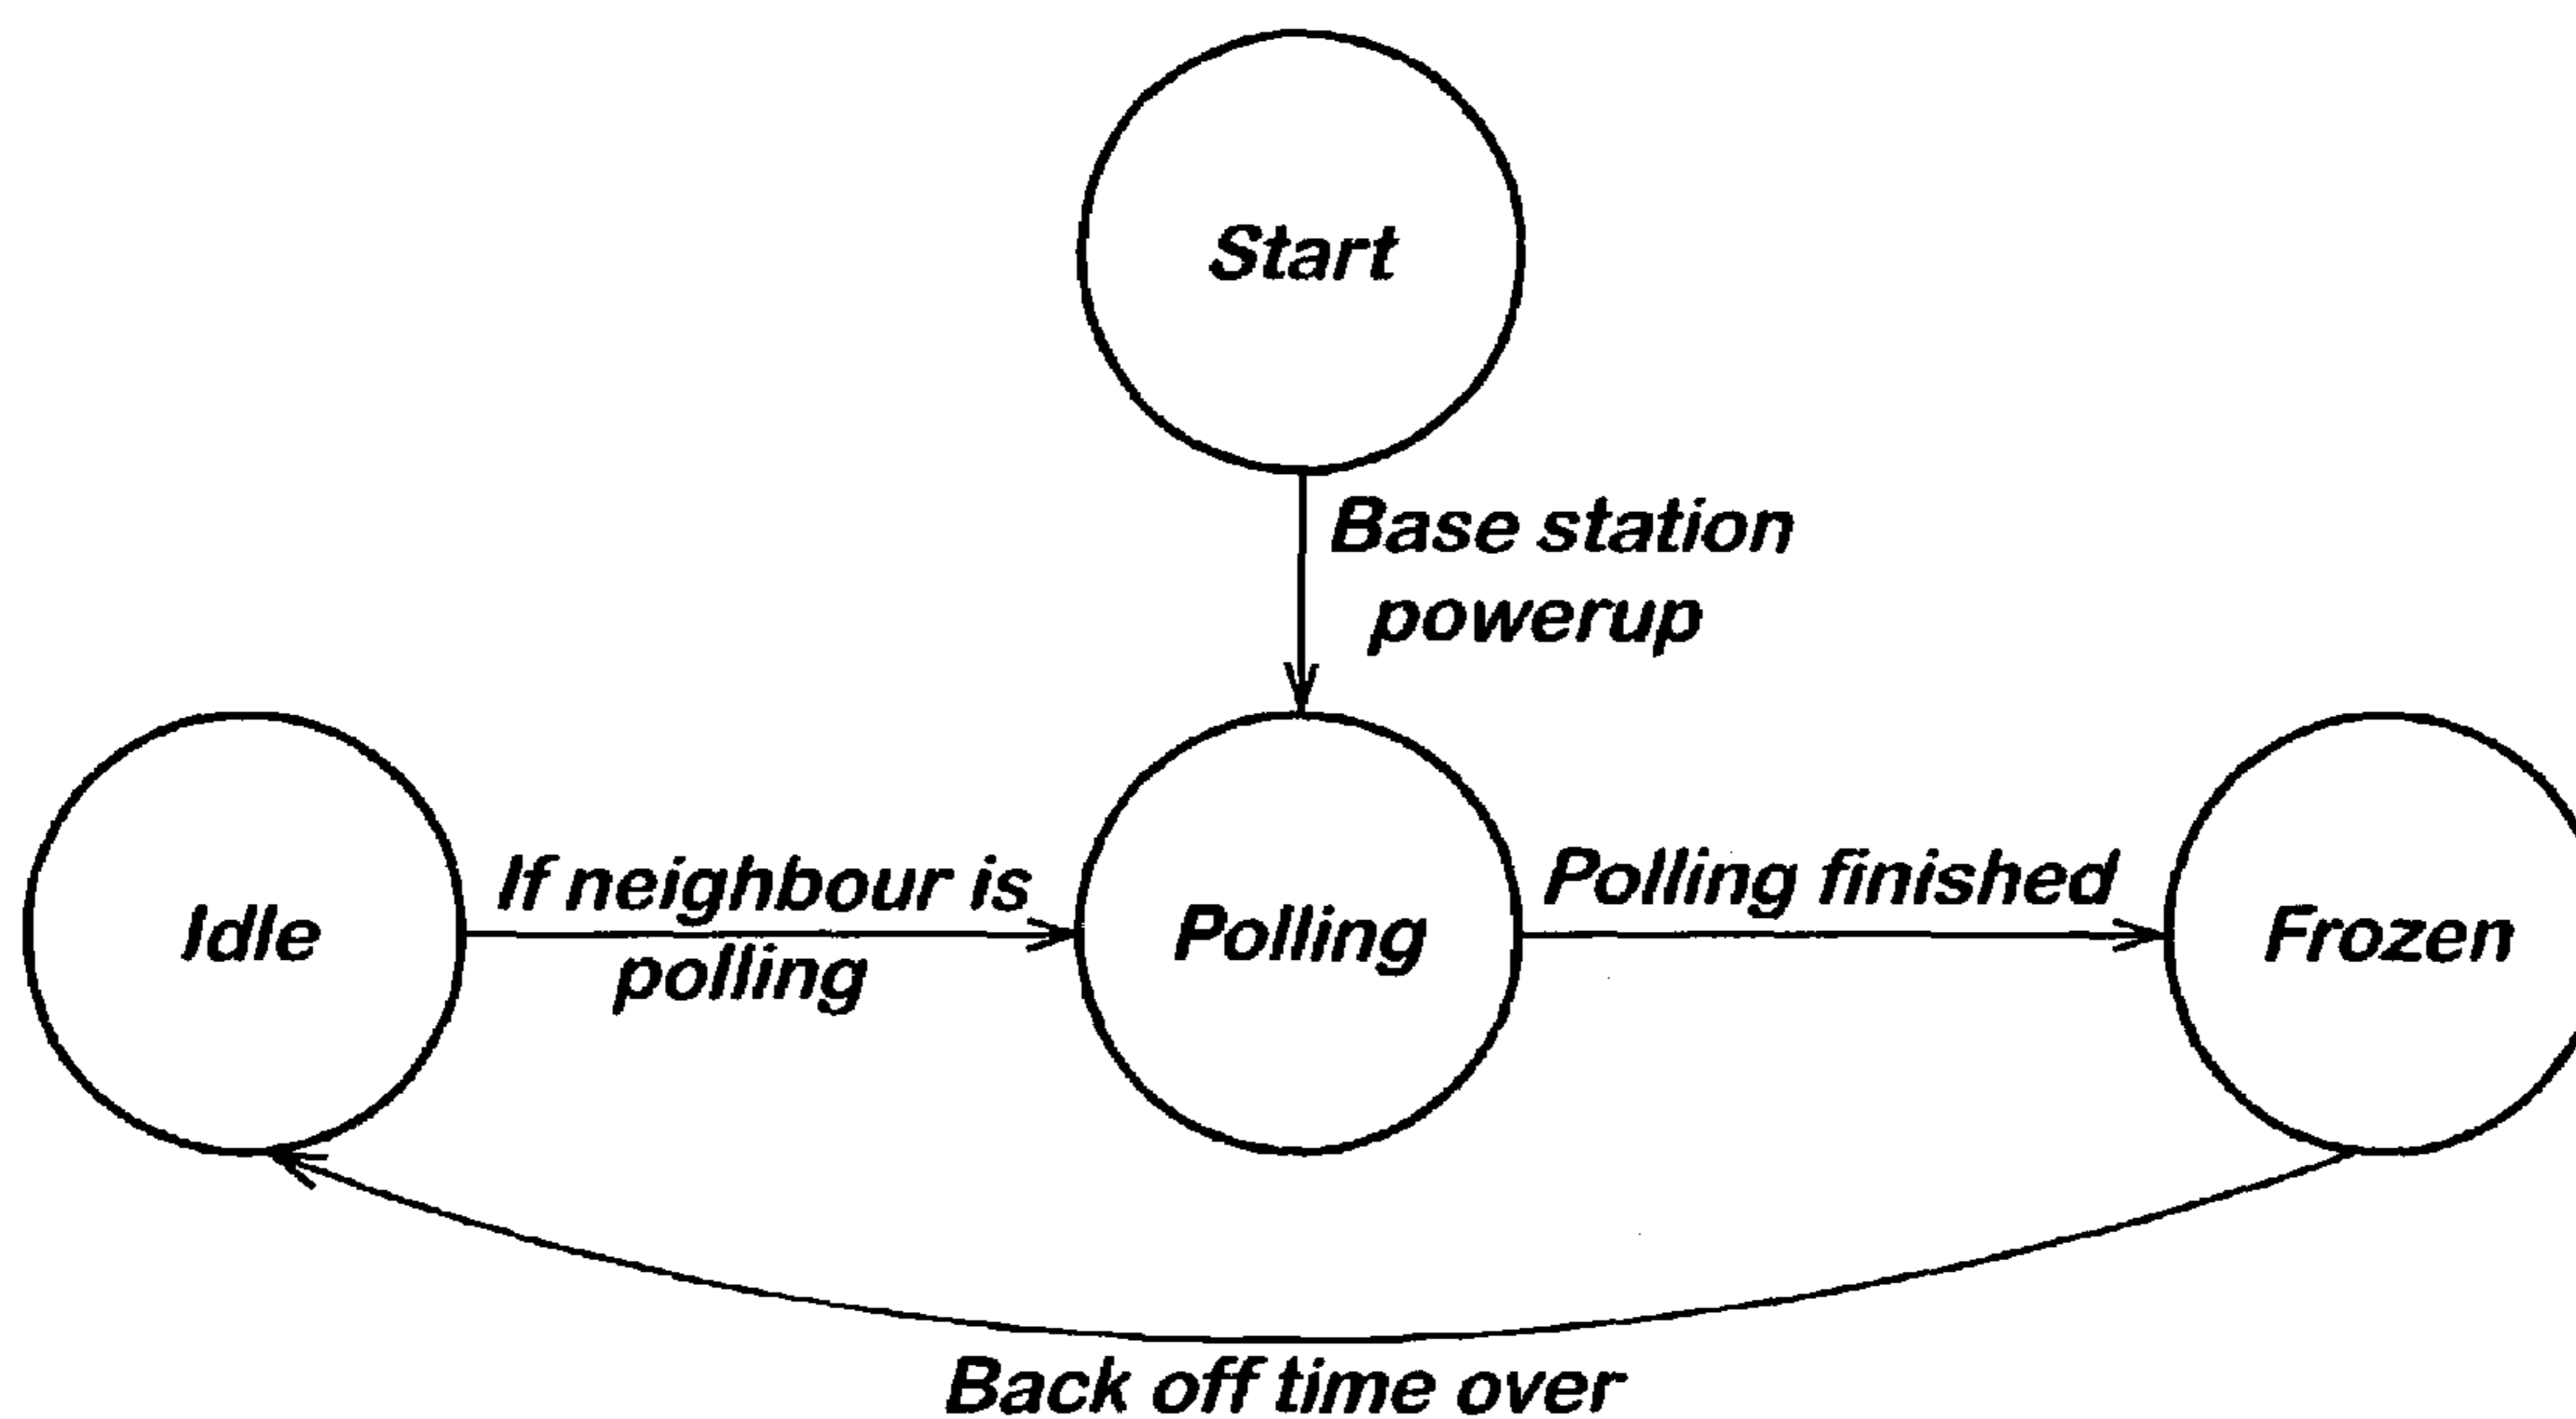 Start
Base station
powerup
If neighbour is
polling
Idle
Polling
Polling finished
Frozen
Back off time over